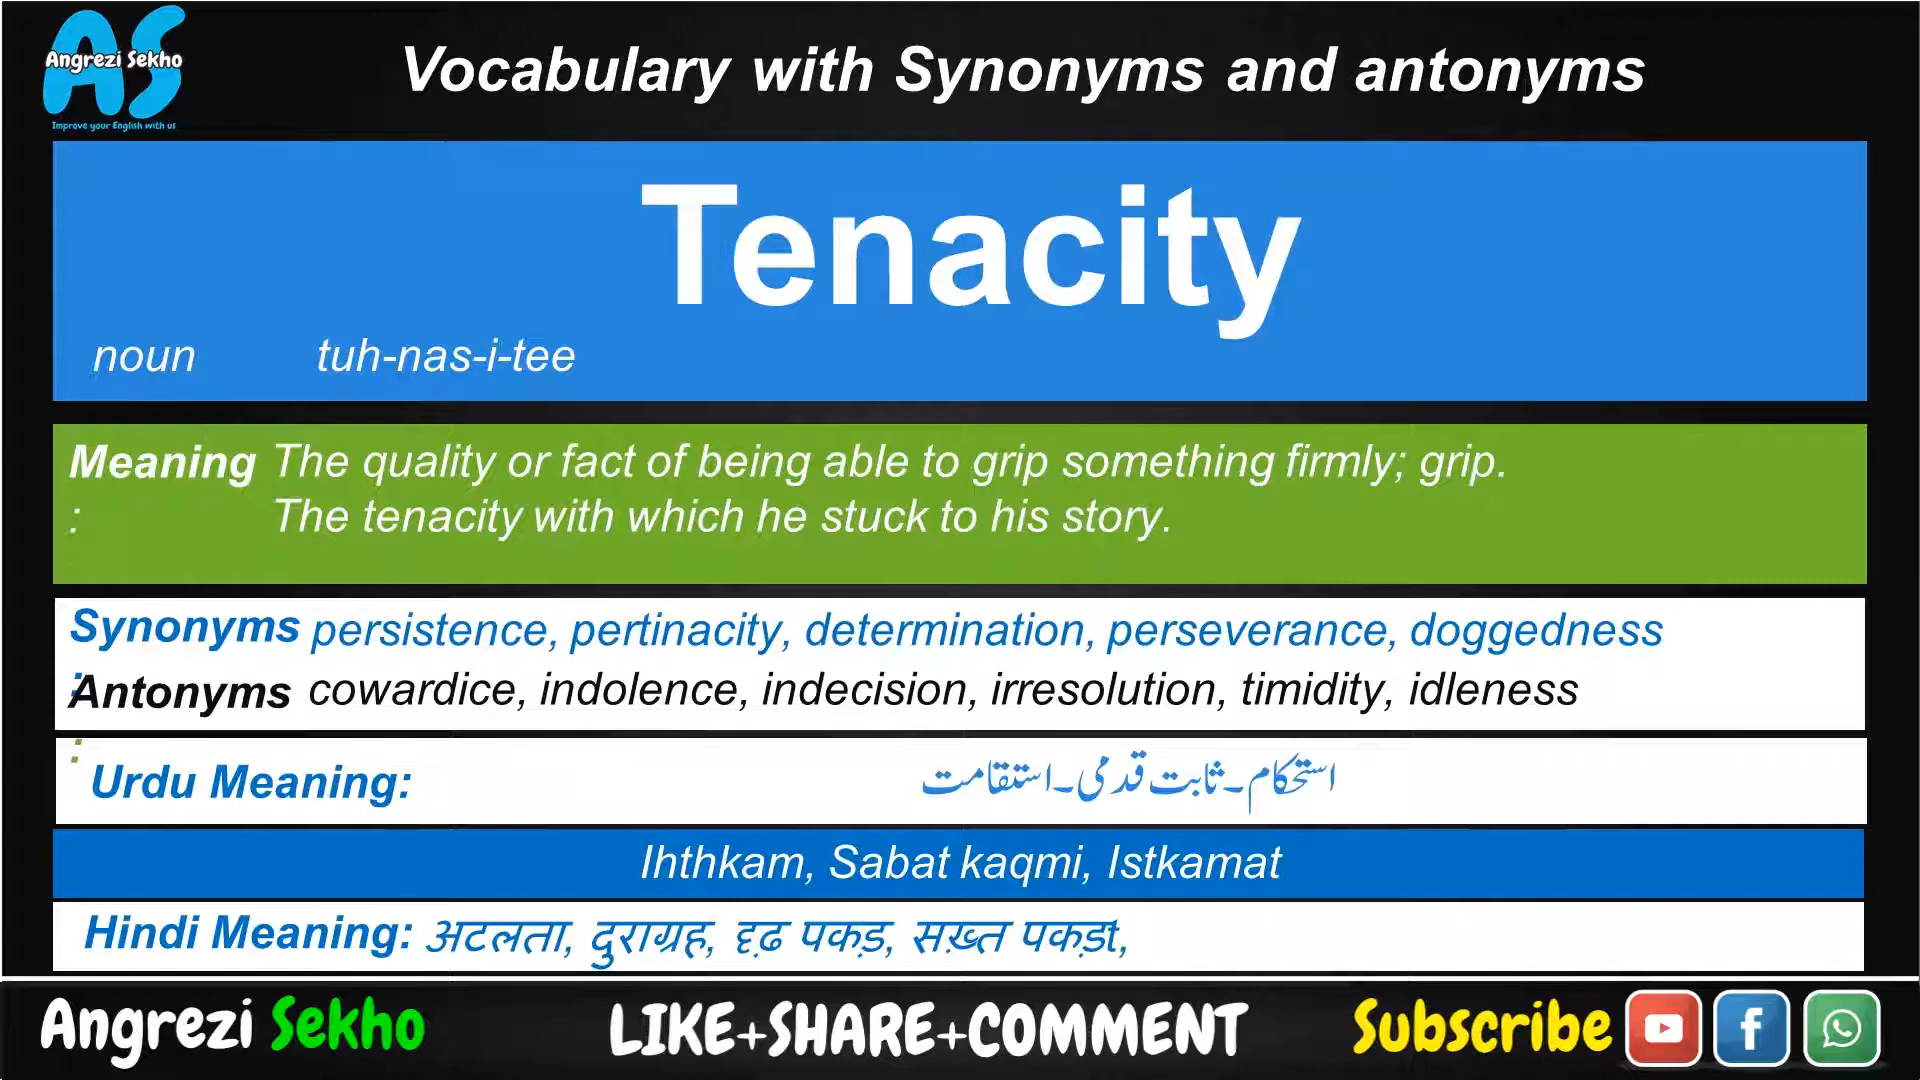 AS
Angrezi Sekho
Improve your English with us
Vocabulary with Synonyms and antonyms
Tenacity
noun tuh-nas-i-tee
Meaning The quality or fact of being able to grip something firmly; grip.
: The tenacity with which he stuck to his story.
Synonyms persistence, pertinacity, determination, perseverance, doggedness
:
Antonyms cowardice, indolence, indecision, irresolution, timidity, idleness
:
Urdu Meaning: استحکام۔ثابت قدمی۔استقامت
Ihthkam, Sabat kaqmi, Istkamat
Hindi Meaning: अटलता, दुराग्रह, दृढ़ पकड़, सख़्त पकड़t,
Angrezi Sekho LIKE+SHARE+COMMENT Subscribe